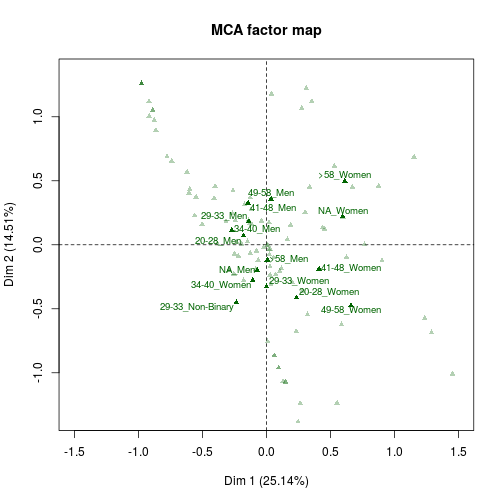 MCA factor map
>58_Women
49-58_Men
41-48_Men
NA_Women
29-33_Men
34-40_Men
20-28_Men
>58_Men
NA_Men
41-48_Women
34-40_Women
29-33_Women
20-28_Women
29-33_Non-Binary
49-58_Women
1.0
0.5
0.0
-0.5
-1.0
Dim 2 (14.51%)
-1.5 -1.0 -0.5 0.0 0.5 1.0 1.5
Dim 1 (25.14%)